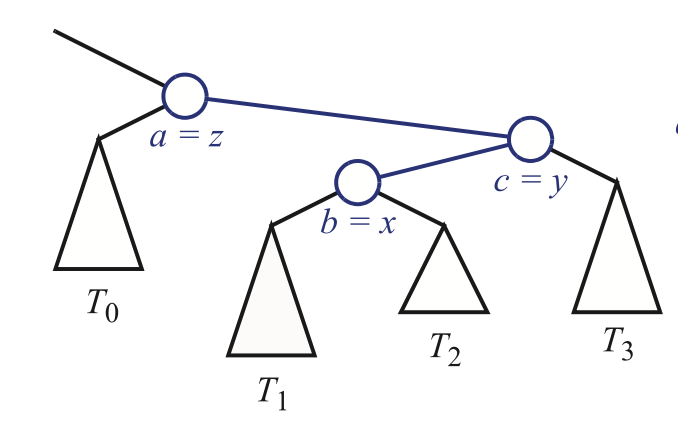 a = z
c = y
b = x
T0
T2
T3
T1